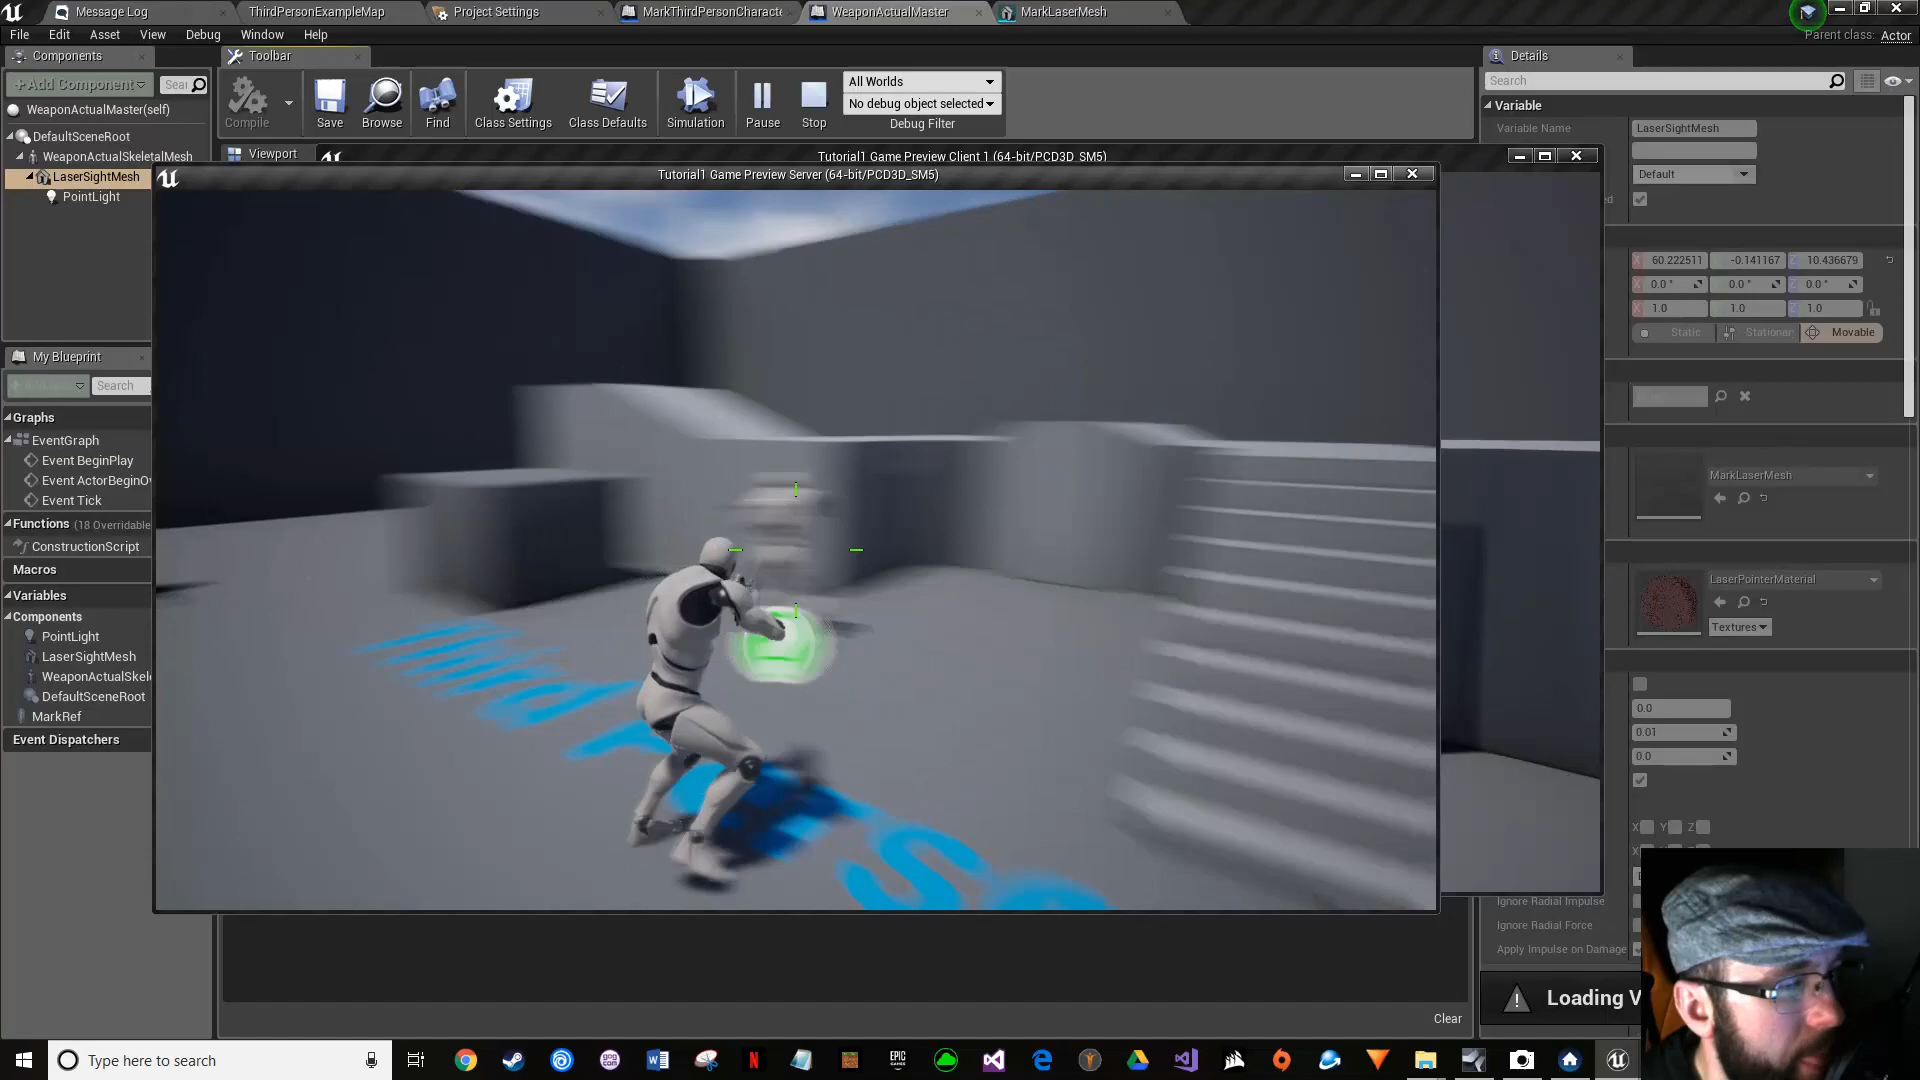 Message Log
ThirdPersonExampleMap
Project Settings
MarkThirdPersonCharacte
WeaponActualMaster
MarkLaserMesh
File Edit Asset View Debug Window Help
Parent class: Actor
Components
Toolbar
Details
+Add Component
Sea
WeaponActualMaster(self)
DefaultSceneRoot
WeaponActualSkeletalMesh
LaserSightMesh
PointLight
Compile
Save
Browse
Find
Class Settings
Class Defaults
Simulation
Pause
Stop
All Worlds
No debug object selected
Debug Filter
Viewport
Tutorial1 Game Preview Client 1 (64-bit/PCD3D_SM5)
Tutorial1 Game Preview Server (64-bit/PCD3D_SM5)
Search
Variable
Variable Name
LaserSightMesh
Default
X 60.222511 -0.141167 Z 10.436679
X 0.0 ° 0.0 ° Z 0.0 °
X 1.0 1.0 Z 1.0
Static Stationar Movable
MarkLaserMesh
LaserPointerMaterial
Textures
0.0
0.01
0.0
X Y Z
Ignore Radial Impulse
Ignore Radial Force
Apply Impulse on Damage
Loading V
My Blueprint
Search
Graphs
EventGraph
Event BeginPlay
Event ActorBeginO
Event Tick
Functions (18 Overridable
ConstructionScript
Macros
Variables
Components
PointLight
LaserSightMesh
WeaponActualSkel
DefaultSceneRoot
MarkRef
Event Dispatchers
Clear
Type here to search